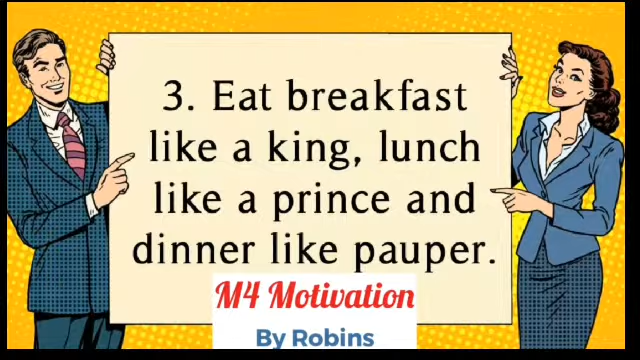 3. Eat breakfast
like a king, lunch
like a prince and
dinner like pauper.
M4 Motivation
By Robins